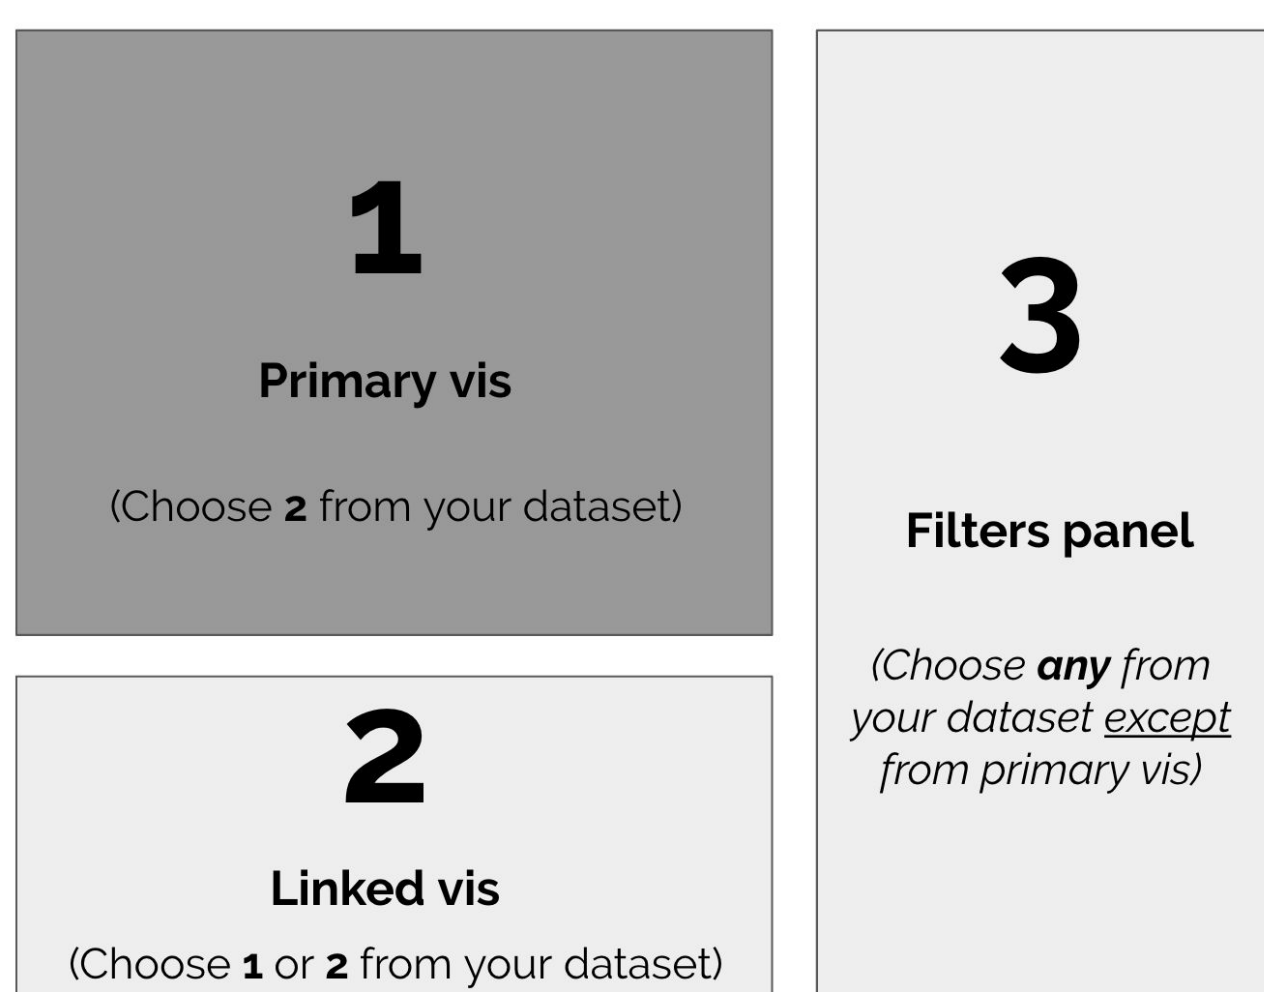 1
Primary vis
(Choose 2 from your dataset)
2
Linked vis
(Choose 1 or 2 from your dataset)
3
Filters panel
(Choose any from
your dataset except
from primary vis)